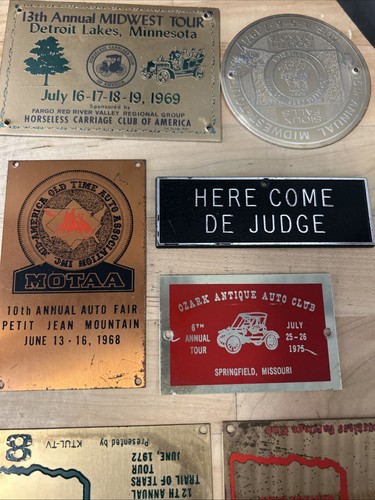 13th Annual MIDWEST TOUR
Detroit Lakes, Minnesota
July 16-17-18-19, 1969
Sponsored by
FARGO RED RIVER VALLEY REGIONAL GROUP
HORSELESS CARRIAGE CLUB OF AMERICA
ANNUAL MIDWEST
MID-AMERICA OLD TIME AUTO ASSOCIATION INC
MOTAA
10th ANNUAL AUTO FAIR
PETIT JEAN MOUNTAIN
JUNE 13-16, 1968
HERE COME
DE JUDGE
OZARK ANTIQUE AUTO CLUB
6TH
ANNUAL
TOUR
JULY
25-26
1975
SPRINGFIELD, MISSOURI
12TH ANNUAL
TRAIL OF TEARS
TOUR
JUNE, 1972
Presented by
KTUL-TV
8